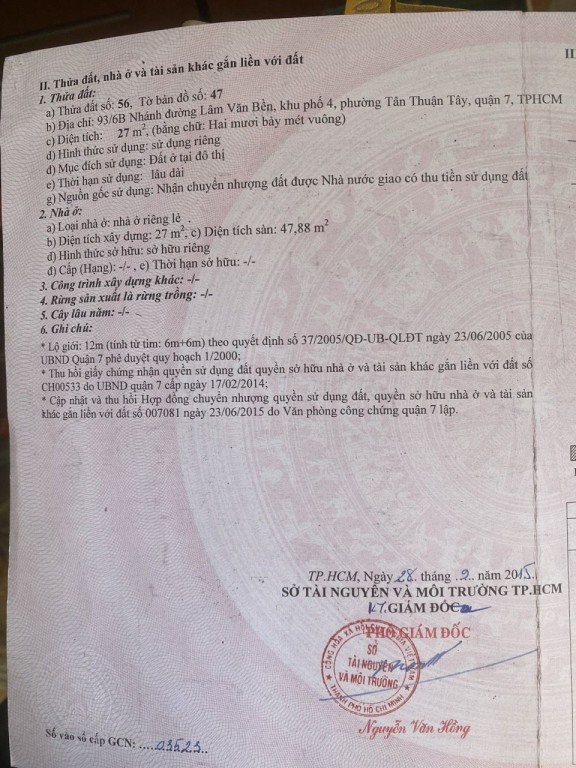 II. Thửa đất, nhà ở và tài sản khác gắn liền với đất
1. Thửa đất:
a) Thửa đất số: 56, Tờ bản đồ số: 47
b) Địa chỉ: 93/6B Nhánh đường Lâm Văn Bền, khu phố 4, phường Tân Thuận Tây, quận 7, TPHCM
c) Diện tích: 27 m², (bằng chữ: Hai mươi bảy mét vuông)
d) Hình thức sử dụng: sử dụng riêng
đ) Mục đích sử dụng: Đất ở tại đô thị
e) Thời hạn sử dụng: lâu dài
g) Nguồn gốc sử dụng: Nhận chuyển nhượng đất được Nhà nước giao có thu tiền sử dụng đất
2. Nhà ở:
a) Loại nhà ở: nhà ở riêng lẻ
b) Diện tích xây dựng: 27 m², c) Diện tích sàn: 47,88 m²
d) Hình thức sở hữu: sở hữu riêng
đ) Cấp (Hạng): -/- , e) Thời hạn sở hữu: -/-
3. Công trình xây dựng khác: -/-
4. Rừng sản xuất là rừng trồng: -/-
5. Cây lâu năm: -/-
6. Ghi chú:
* Lộ giới: 12m (tính từ tim: 6m+6m) theo quyết định số 37/2005/QĐ-UB-QLĐT ngày 23/06/2005 của
UBND Quận 7 phê duyệt quy hoạch 1/2000;
* Thu hồi giấy chứng nhận quyền sử dụng đất quyền sở hữu nhà ở và tài sản khác gắn liền với đất số
CH00533 do UBND quận 7 cấp ngày 17/02/2014;
* Cập nhật và thu hồi Hợp đồng chuyển nhượng quyền sử dụng đất, quyền sở hữu nhà ở và tài sản
khác gắn liền với đất số 007081 ngày 23/06/2015 do Văn phòng công chứng quận 7 lập.
TP.HCM, Ngày 28. tháng .9.. năm 2015.
SỞ TÀI NGUYÊN VÀ MÔI TRƯỜNG TP.HCM
KT.GIÁM ĐỐC
PHÓ GIÁM ĐỐC
SỞ
TÀI NGUYÊN
VÀ MÔI TRƯỜNG
THÀNH PHỐ HỒ CHÍ MINH
Nguyễn Văn Hồng
Số vào sổ cấp GCN: .....03523..